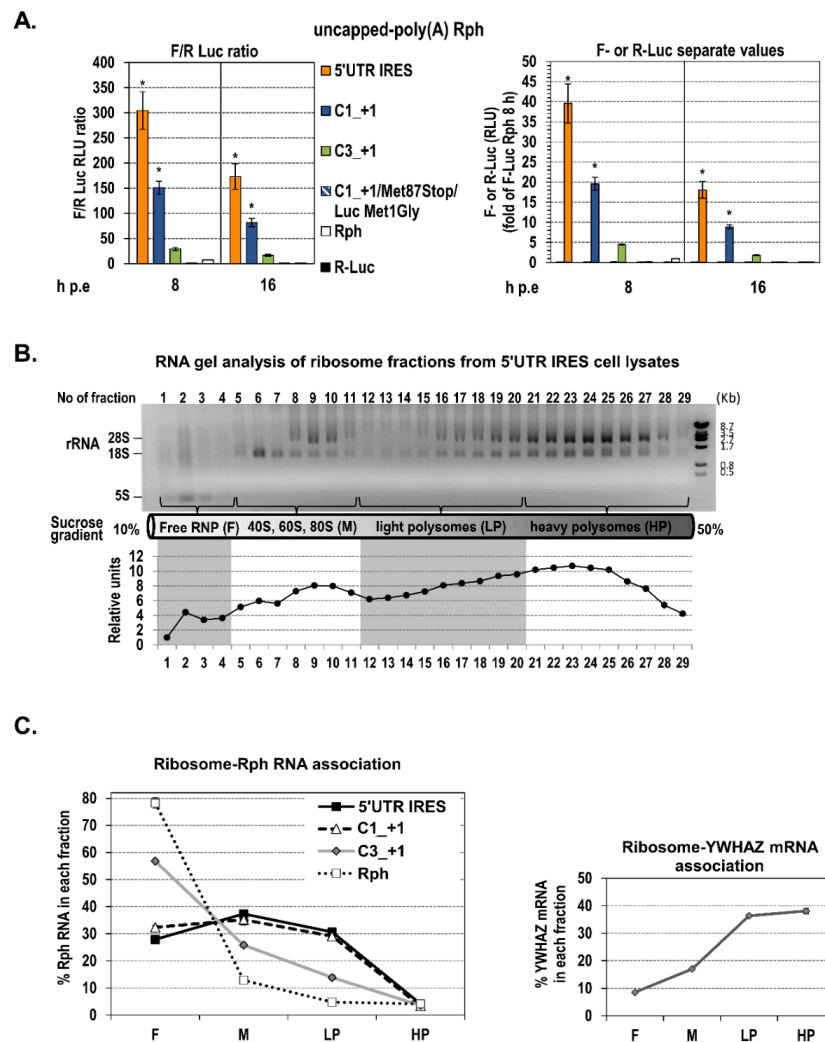 A.
uncapped-poly(A) Rph
F/R Luc ratio
F/R Luc RLU ratio
400
350
300
250
200
150
100
50
0
*
*
*
*
h p.e
8
16
5'UTR IRES
C1_+1
C3_+1
C1_+1/Met87Stop/
Luc Met1Gly
Rph
R-Luc
F- or R-Luc separate values
F- or R-Luc (RLU)
(fold of F-Luc Rph 8 h)
50
45
40
35
30
25
20
15
10
5
0
*
*
*
*
8
16
B.
RNA gel analysis of ribosome fractions from 5'UTR IRES cell lysates
No of fraction 1 2 3 4 5 6 7 8 9 10 11 12 13 14 15 16 17 18 19 20 21 22 23 24 25 26 27 28 29 (Kb)
rRNA
28S
18S
5S
8.7
3.5
2.7
1.7
0.8
0.5
Sucrose
gradient
10% Free RNP (F) 40S, 60S, 80S (M) light polysomes (LP) heavy polysomes (HP) 50%
Relative units
12
10
8
6
4
2
0
1 2 3 4 5 6 7 8 9 10 11 12 13 14 15 16 17 18 19 20 21 22 23 24 25 26 27 28 29
C.
Ribosome-Rph RNA association
% Rph RNA in each fraction
80
70
60
50
40
30
20
10
0
5'UTR IRES
C1_+1
C3_+1
Rph
F M LP HP
Ribosome-YWHAZ mRNA
association
% YWHAZ mRNA
in each fraction
50
40
30
20
10
0
F M LP HP